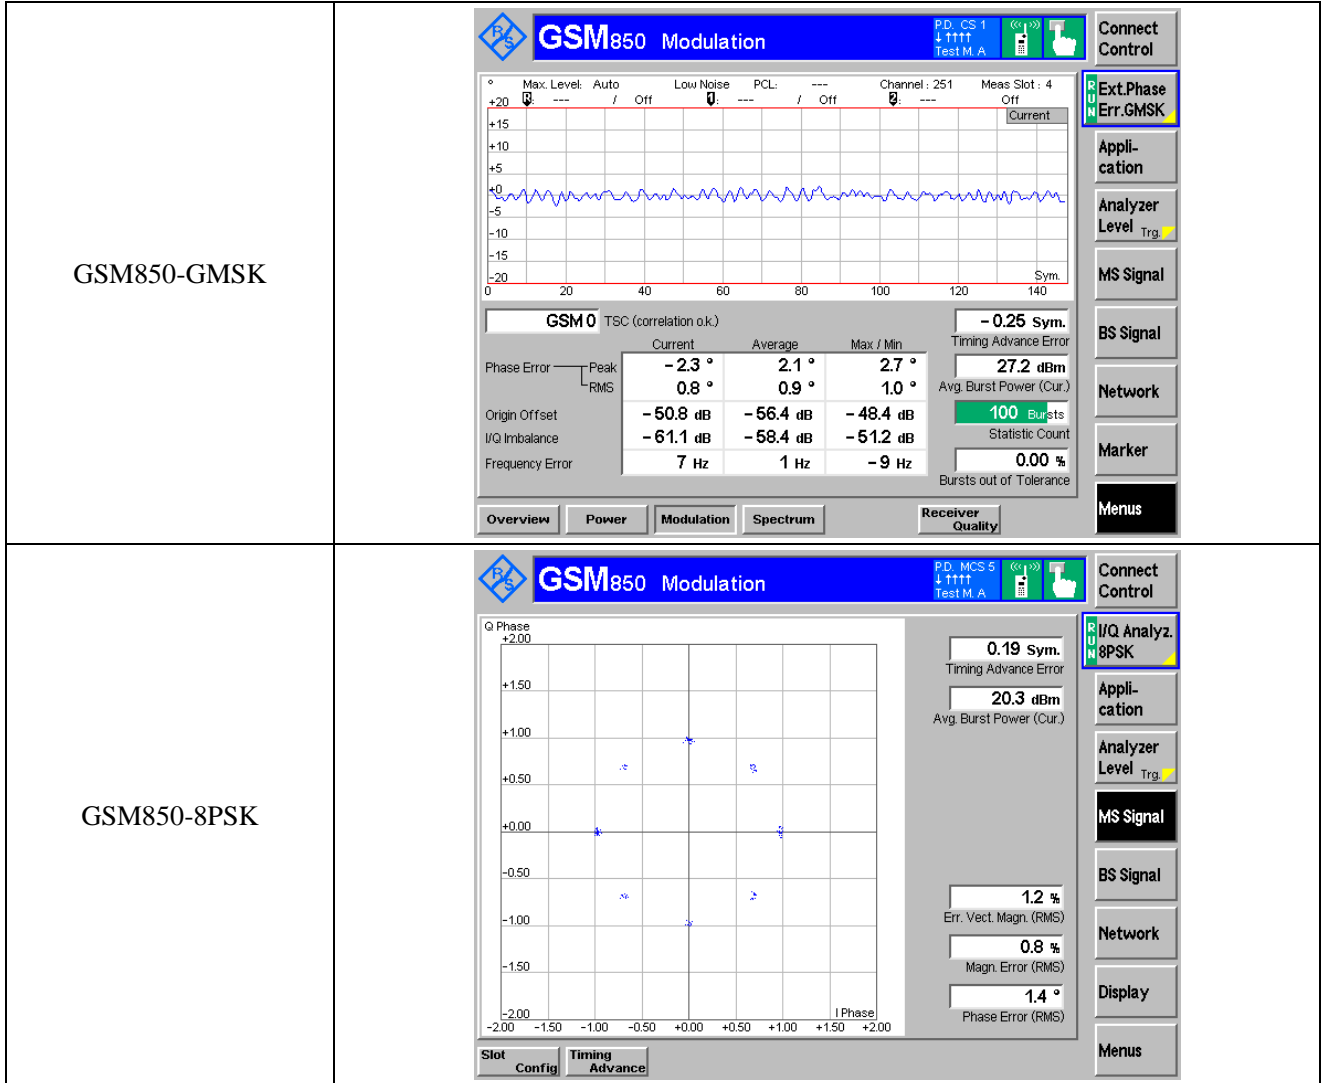 GSM850-GMSK
R/S GSM850 Modulation
P.D. CS 1
↓↑↑↑↑
Test M. A
Connect
Control
° Max. Level: Auto Low Noise PCL: --- Channel : 251 Meas Slot : 4
R: --- / Off 1: --- / Off 2: --- Off
Current
+20
+15
+10
+5
+0
-5
-10
-15
-20
Sym.
0 20 40 60 80 100 120 140
RUN
Ext.Phase
Err.GMSK
Appli-
cation
Analyzer
Level Trg.
MS Signal
BS Signal
Network
Marker
Menus
GSM 0 TSC (correlation o.k.)
Current Average Max / Min
Phase Error Peak -2.3 ° 2.1 ° 2.7 °
RMS 0.8 ° 0.9 ° 1.0 °
Origin Offset -50.8 dB -56.4 dB -48.4 dB
I/Q Imbalance -61.1 dB -58.4 dB -51.2 dB
Frequency Error 7 Hz 1 Hz -9 Hz
-0.25 Sym.
Timing Advance Error
27.2 dBm
Avg. Burst Power (Cur.)
100 Bursts
Statistic Count
0.00 %
Bursts out of Tolerance
Overview Power Modulation Spectrum Receiver
Quality
GSM850-8PSK
R/S GSM850 Modulation
P.D. MCS 5
↓↑↑↑↑
Test M. A
Connect
Control
Q Phase
+2.00
+1.50
+1.00
+0.50
+0.00
-0.50
-1.00
-1.50
-2.00
I Phase
-2.00 -1.50 -1.00 -0.50 +0.00 +0.50 +1.00 +1.50 +2.00
0.19 Sym.
Timing Advance Error
20.3 dBm
Avg. Burst Power (Cur.)
1.2 %
Err. Vect. Magn. (RMS)
0.8 %
Magn. Error (RMS)
1.4 °
Phase Error (RMS)
RUN
I/Q Analyz.
8PSK
Appli-
cation
Analyzer
Level Trg.
MS Signal
BS Signal
Network
Display
Menus
Slot
Config
Timing
Advance